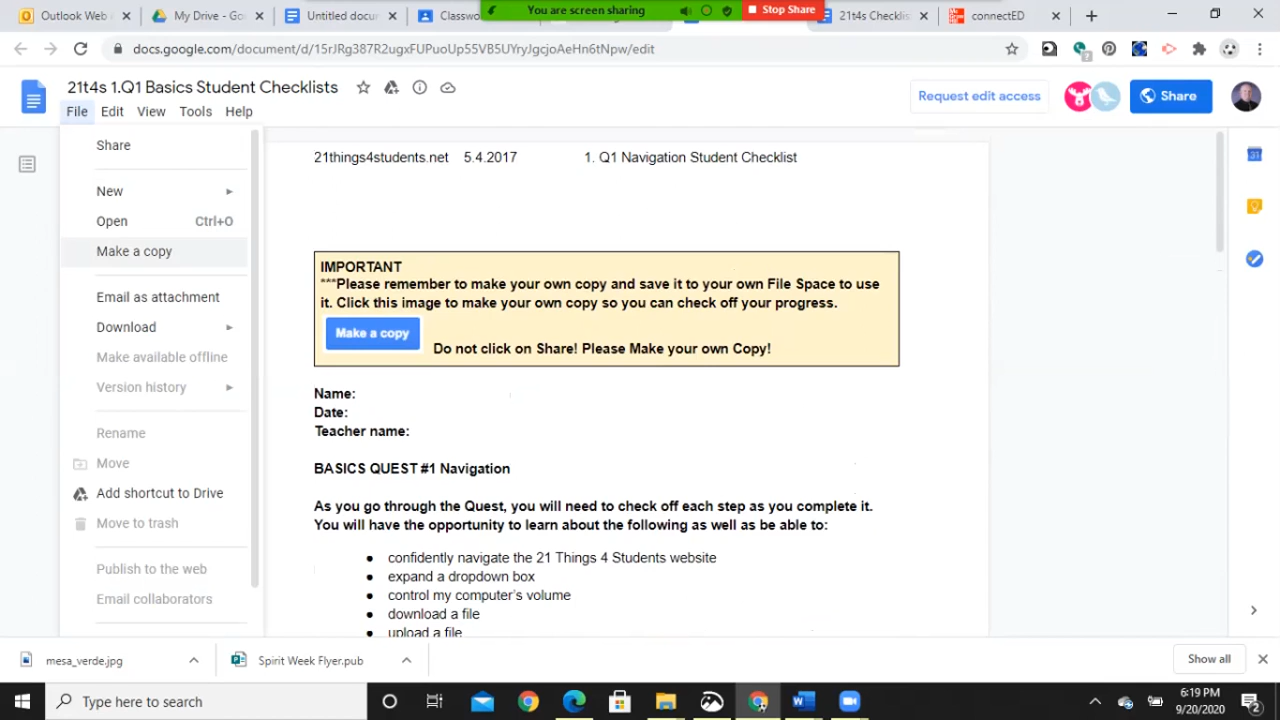 Outlook Web
My Drive - Go
Untitled docu
Classwo
You are screen sharing
Stop Share
21t4s Checklis
connectED
docs.google.com/document/d/15rJRg387R2ugxFUPuoUp55VB5UYryJgcjoAeHn6tNpw/edit
21t4s 1.Q1 Basics Student Checklists
Request edit access
Share
File Edit View Tools Help
Share
21things4students.net 5.4.2017 1. Q1 Navigation Student Checklist
New
Open Ctrl+O
Make a copy
IMPORTANT
***Please remember to make your own copy and save it to your own File Space to use
it. Click this image to make your own copy so you can check off your progress.
Make a copy
Do not click on Share! Please Make your own Copy!
Email as attachment
Download
Make available offline
Version history
Rename
Move
Add shortcut to Drive
Move to trash
Publish to the web
Email collaborators
Name:
Date:
Teacher name:
BASICS QUEST #1 Navigation
As you go through the Quest, you will need to check off each step as you complete it.
You will have the opportunity to learn about the following as well as be able to:
● confidently navigate the 21 Things 4 Students website
● expand a dropdown box
● control my computer's volume
● download a file
● upload a file
mesa_verde.jpg
Spirit Week Flyer.pub
Show all
Type here to search
6:19 PM
9/20/2020
2